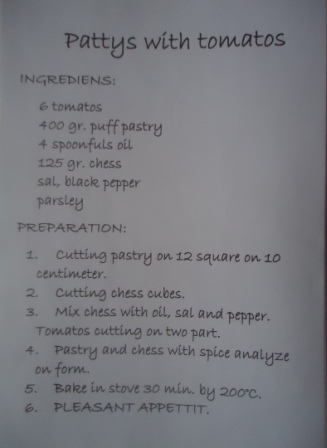 Pattys with tomatos
INGREDIENS:
6 tomatos
400 gr. puff pastry
4 spoonfuls oil
125 gr. chess
sal, black pepper
parsley
PREPARATION:
1. Cutting pastry on 12 square on 10
centimeter.
2. Cutting chess cubes.
3. Mix chess with oil, sal and pepper.
Tomatos cutting on two part.
4. Pastry and chess with spice analyze
on form.
5. Bake in stove 30 min. by 200°C.
6. PLEASANT APPETTIT.